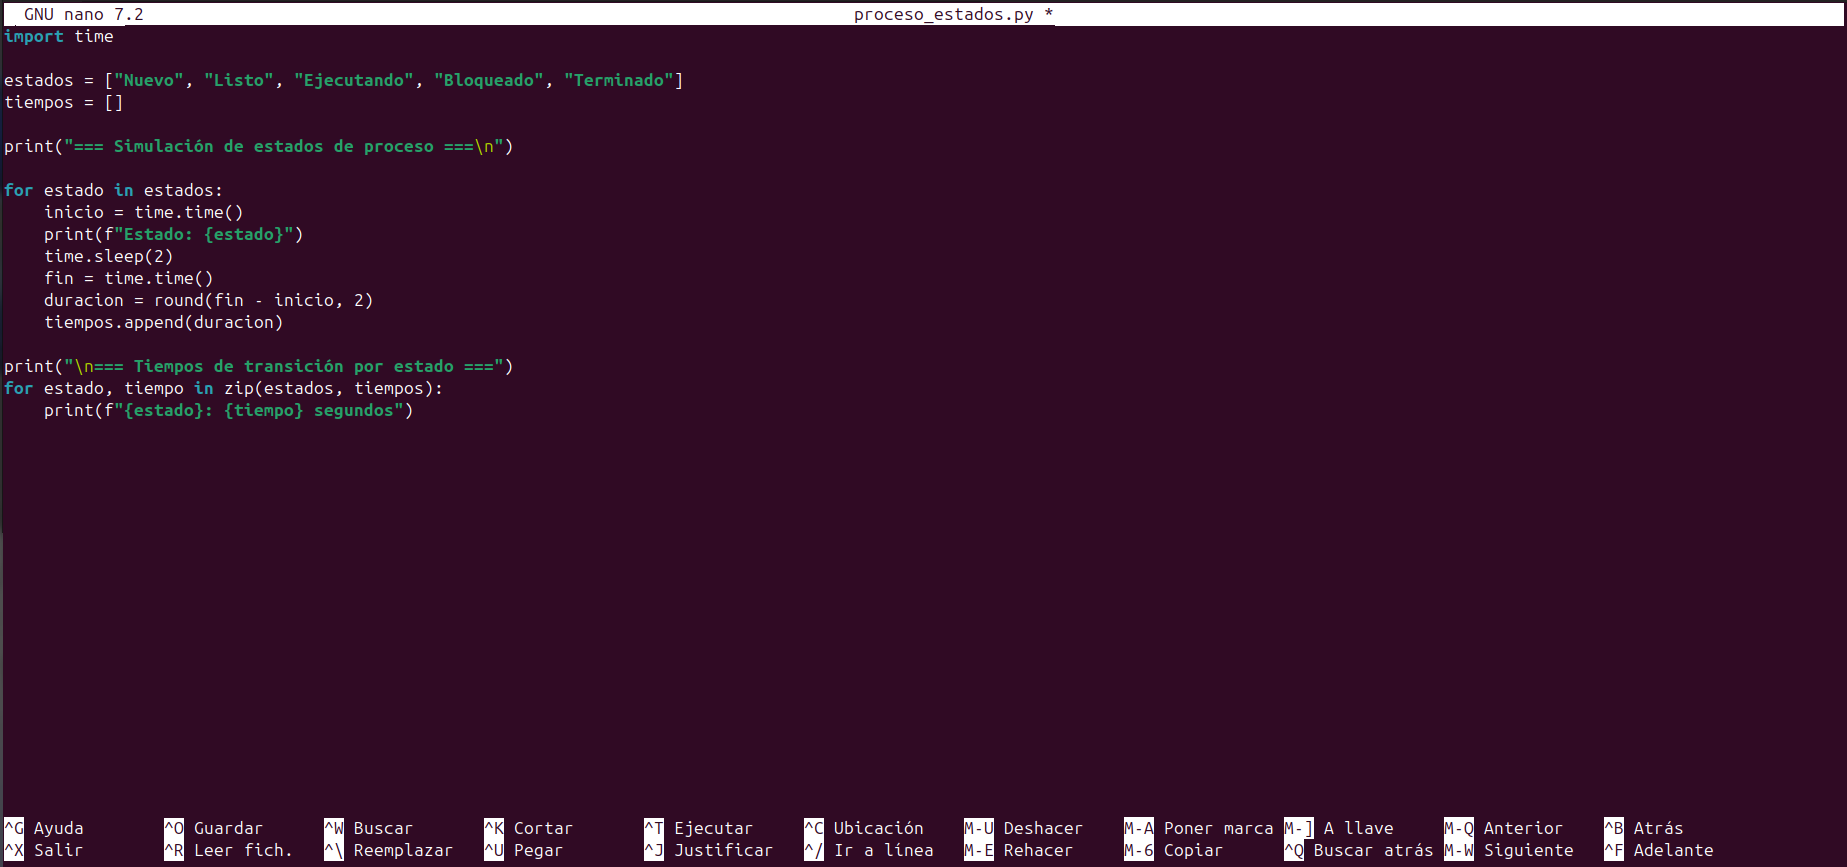 GNU nano 7.2 proceso_estados.py *
import time

estados = ["Nuevo", "Listo", "Ejecutando", "Bloqueado", "Terminado"]
tiempos = []

print("=== Simulación de estados de proceso ===\n")

for estado in estados:
    inicio = time.time()
    print(f"Estado: {estado}")
    time.sleep(2)
    fin = time.time()
    duracion = round(fin - inicio, 2)
    tiempos.append(duracion)

print("\n=== Tiempos de transición por estado ===")
for estado, tiempo in zip(estados, tiempos):
    print(f"{estado}: {tiempo} segundos")

^G Ayuda ^O Guardar ^W Buscar ^K Cortar ^T Ejecutar ^C Ubicación M-U Deshacer M-A Poner marca M-] A llave M-Q Anterior ^B Atrás
^X Salir ^R Leer fich. ^\ Reemplazar ^U Pegar ^J Justificar ^/ Ir a línea M-E Rehacer M-6 Copiar ^Q Buscar atrás M-W Siguiente ^F Adelante